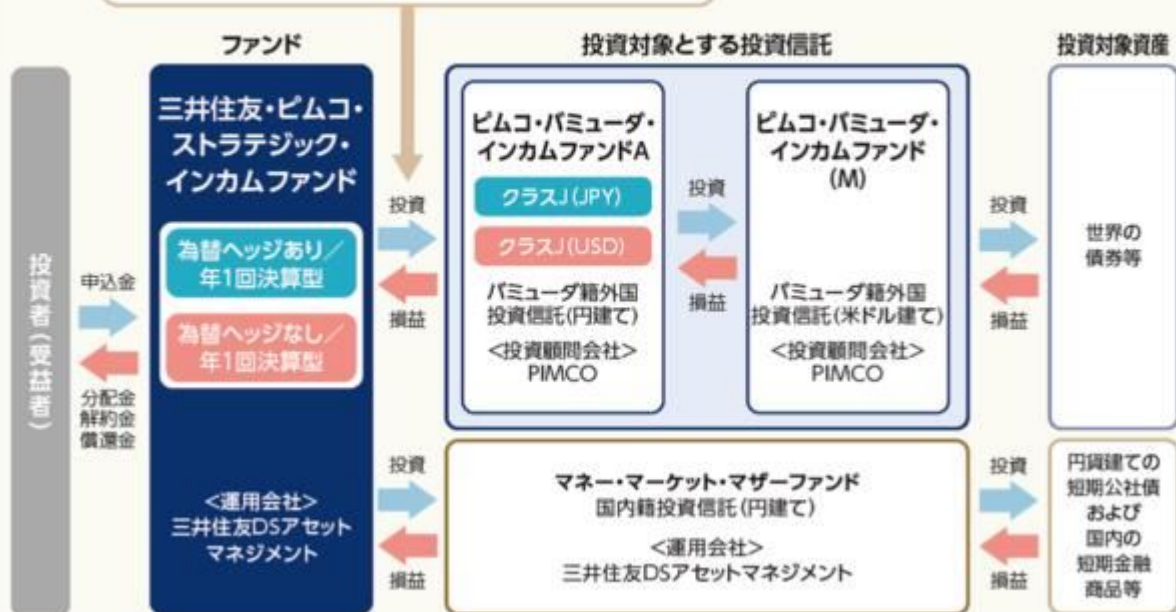 ファンド
投資対象とする投資信託
投資対象資産
投資者(受益者)
申込金
分配金
解約金
償還金
三井住友・ピムコ・
ストラテジック・
インカムファンド
為替ヘッジあり/
年1回決算型
為替ヘッジなし/
年1回決算型
<運用会社>
三井住友DSアセット
マネジメント
投資
損益
ピムコ・バミューダ・
インカムファンドA
クラスJ(JPY)
クラスJ(USD)
バミューダ籍外国
投資信託(円建て)
<投資顧問会社>
PIMCO
投資
損益
ピムコ・バミューダ・
インカムファンド
(M)
バミューダ籍外国
投資信託(米ドル建て)
<投資顧問会社>
PIMCO
投資
損益
世界の
債券等
投資
損益
マネー・マーケット・マザーファンド
国内籍投資信託(円建て)
<運用会社>
三井住友DSアセットマネジメント
投資
損益
円貨建ての
短期公社債
および
国内の
短期金融
商品等